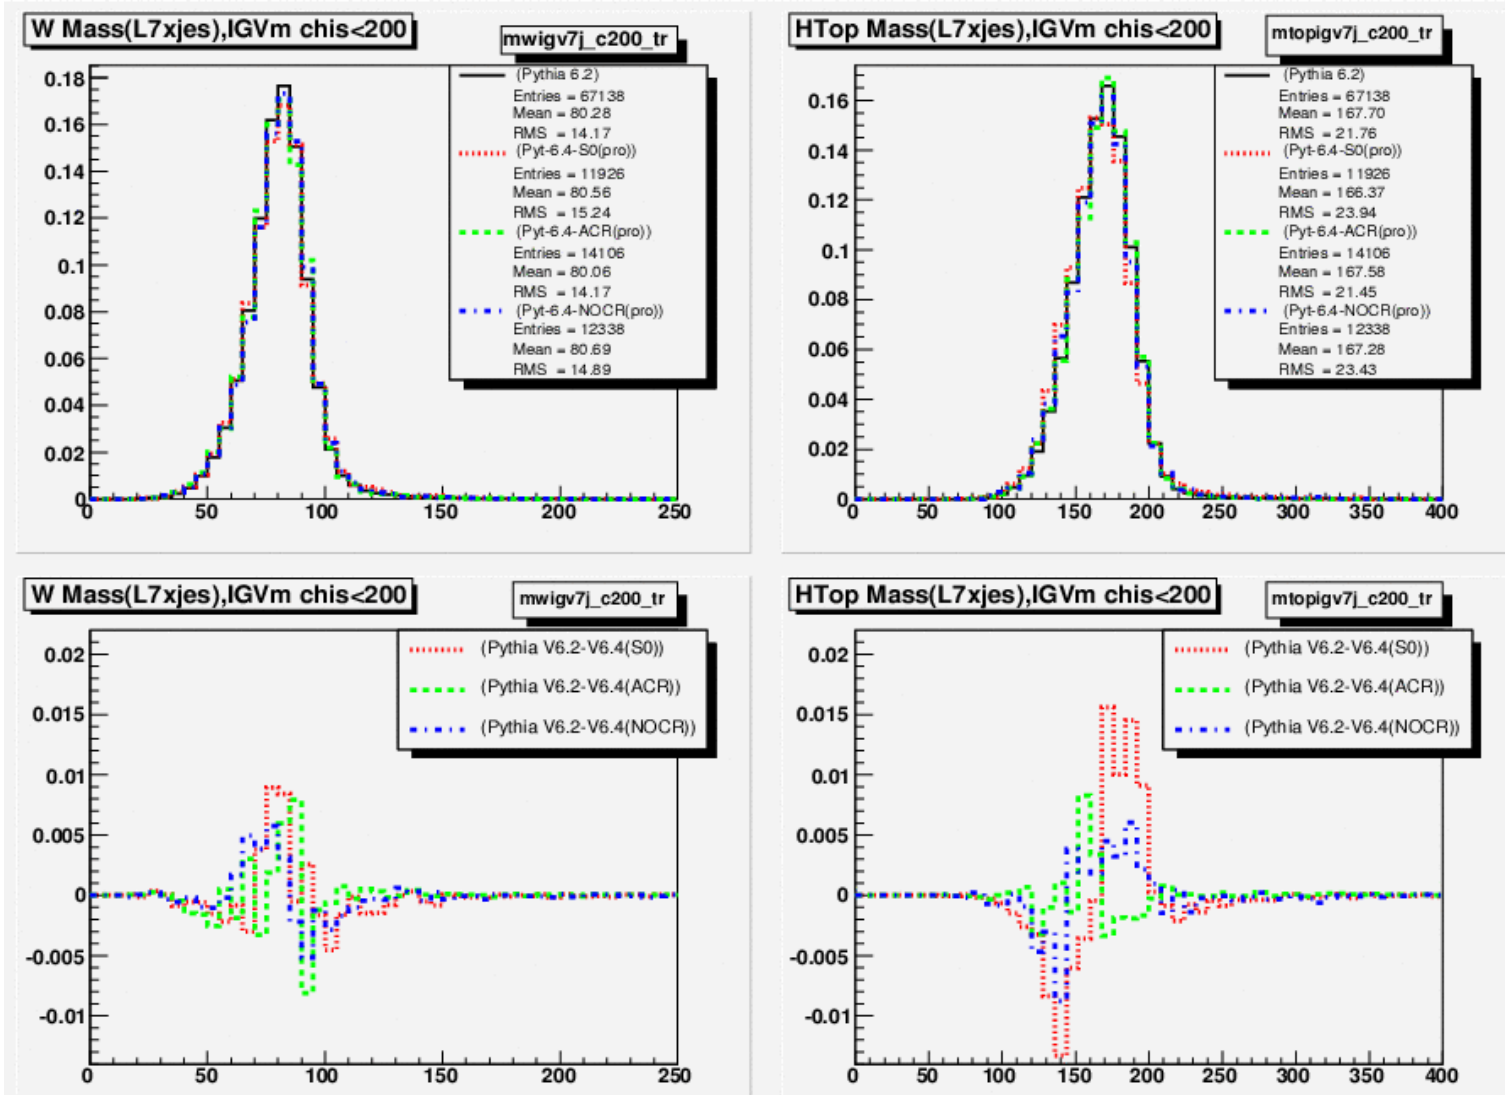 W Mass(L7xjes),IGVm chis<200
mwigv7j_c200_tr
(Pythia 6.2)
Entries = 67138
Mean = 80.28
RMS = 14.17
(Pyt-6.4-S0(pro))
Entries = 11926
Mean = 80.56
RMS = 15.24
(Pyt-6.4-ACR(pro))
Entries = 14106
Mean = 80.06
RMS = 14.17
(Pyt-6.4-NOCR(pro))
Entries = 12338
Mean = 80.69
RMS = 14.89
0.18
0.16
0.14
0.12
0.1
0.08
0.06
0.04
0.02
0
0 50 100 150 200 250
HTop Mass(L7xjes),IGVm chis<200
mtopigv7j_c200_tr
(Pythia 6.2)
Entries = 67138
Mean = 167.70
RMS = 21.76
(Pyt-6.4-S0(pro))
Entries = 11926
Mean = 166.37
RMS = 23.94
(Pyt-6.4-ACR(pro))
Entries = 14106
Mean = 167.58
RMS = 21.45
(Pyt-6.4-NOCR(pro))
Entries = 12338
Mean = 167.28
RMS = 23.43
0.16
0.14
0.12
0.1
0.08
0.06
0.04
0.02
0
0 50 100 150 200 250 300 350 400
W Mass(L7xjes),IGVm chis<200
mwigv7j_c200_tr
(Pythia V6.2-V6.4(S0))
(Pythia V6.2-V6.4(ACR))
(Pythia V6.2-V6.4(NOCR))
0.02
0.015
0.01
0.005
0
-0.005
-0.01
0 50 100 150 200 250
HTop Mass(L7xjes),IGVm chis<200
mtopigv7j_c200_tr
(Pythia V6.2-V6.4(S0))
(Pythia V6.2-V6.4(ACR))
(Pythia V6.2-V6.4(NOCR))
0.02
0.015
0.01
0.005
0
-0.005
-0.01
0 50 100 150 200 250 300 350 400